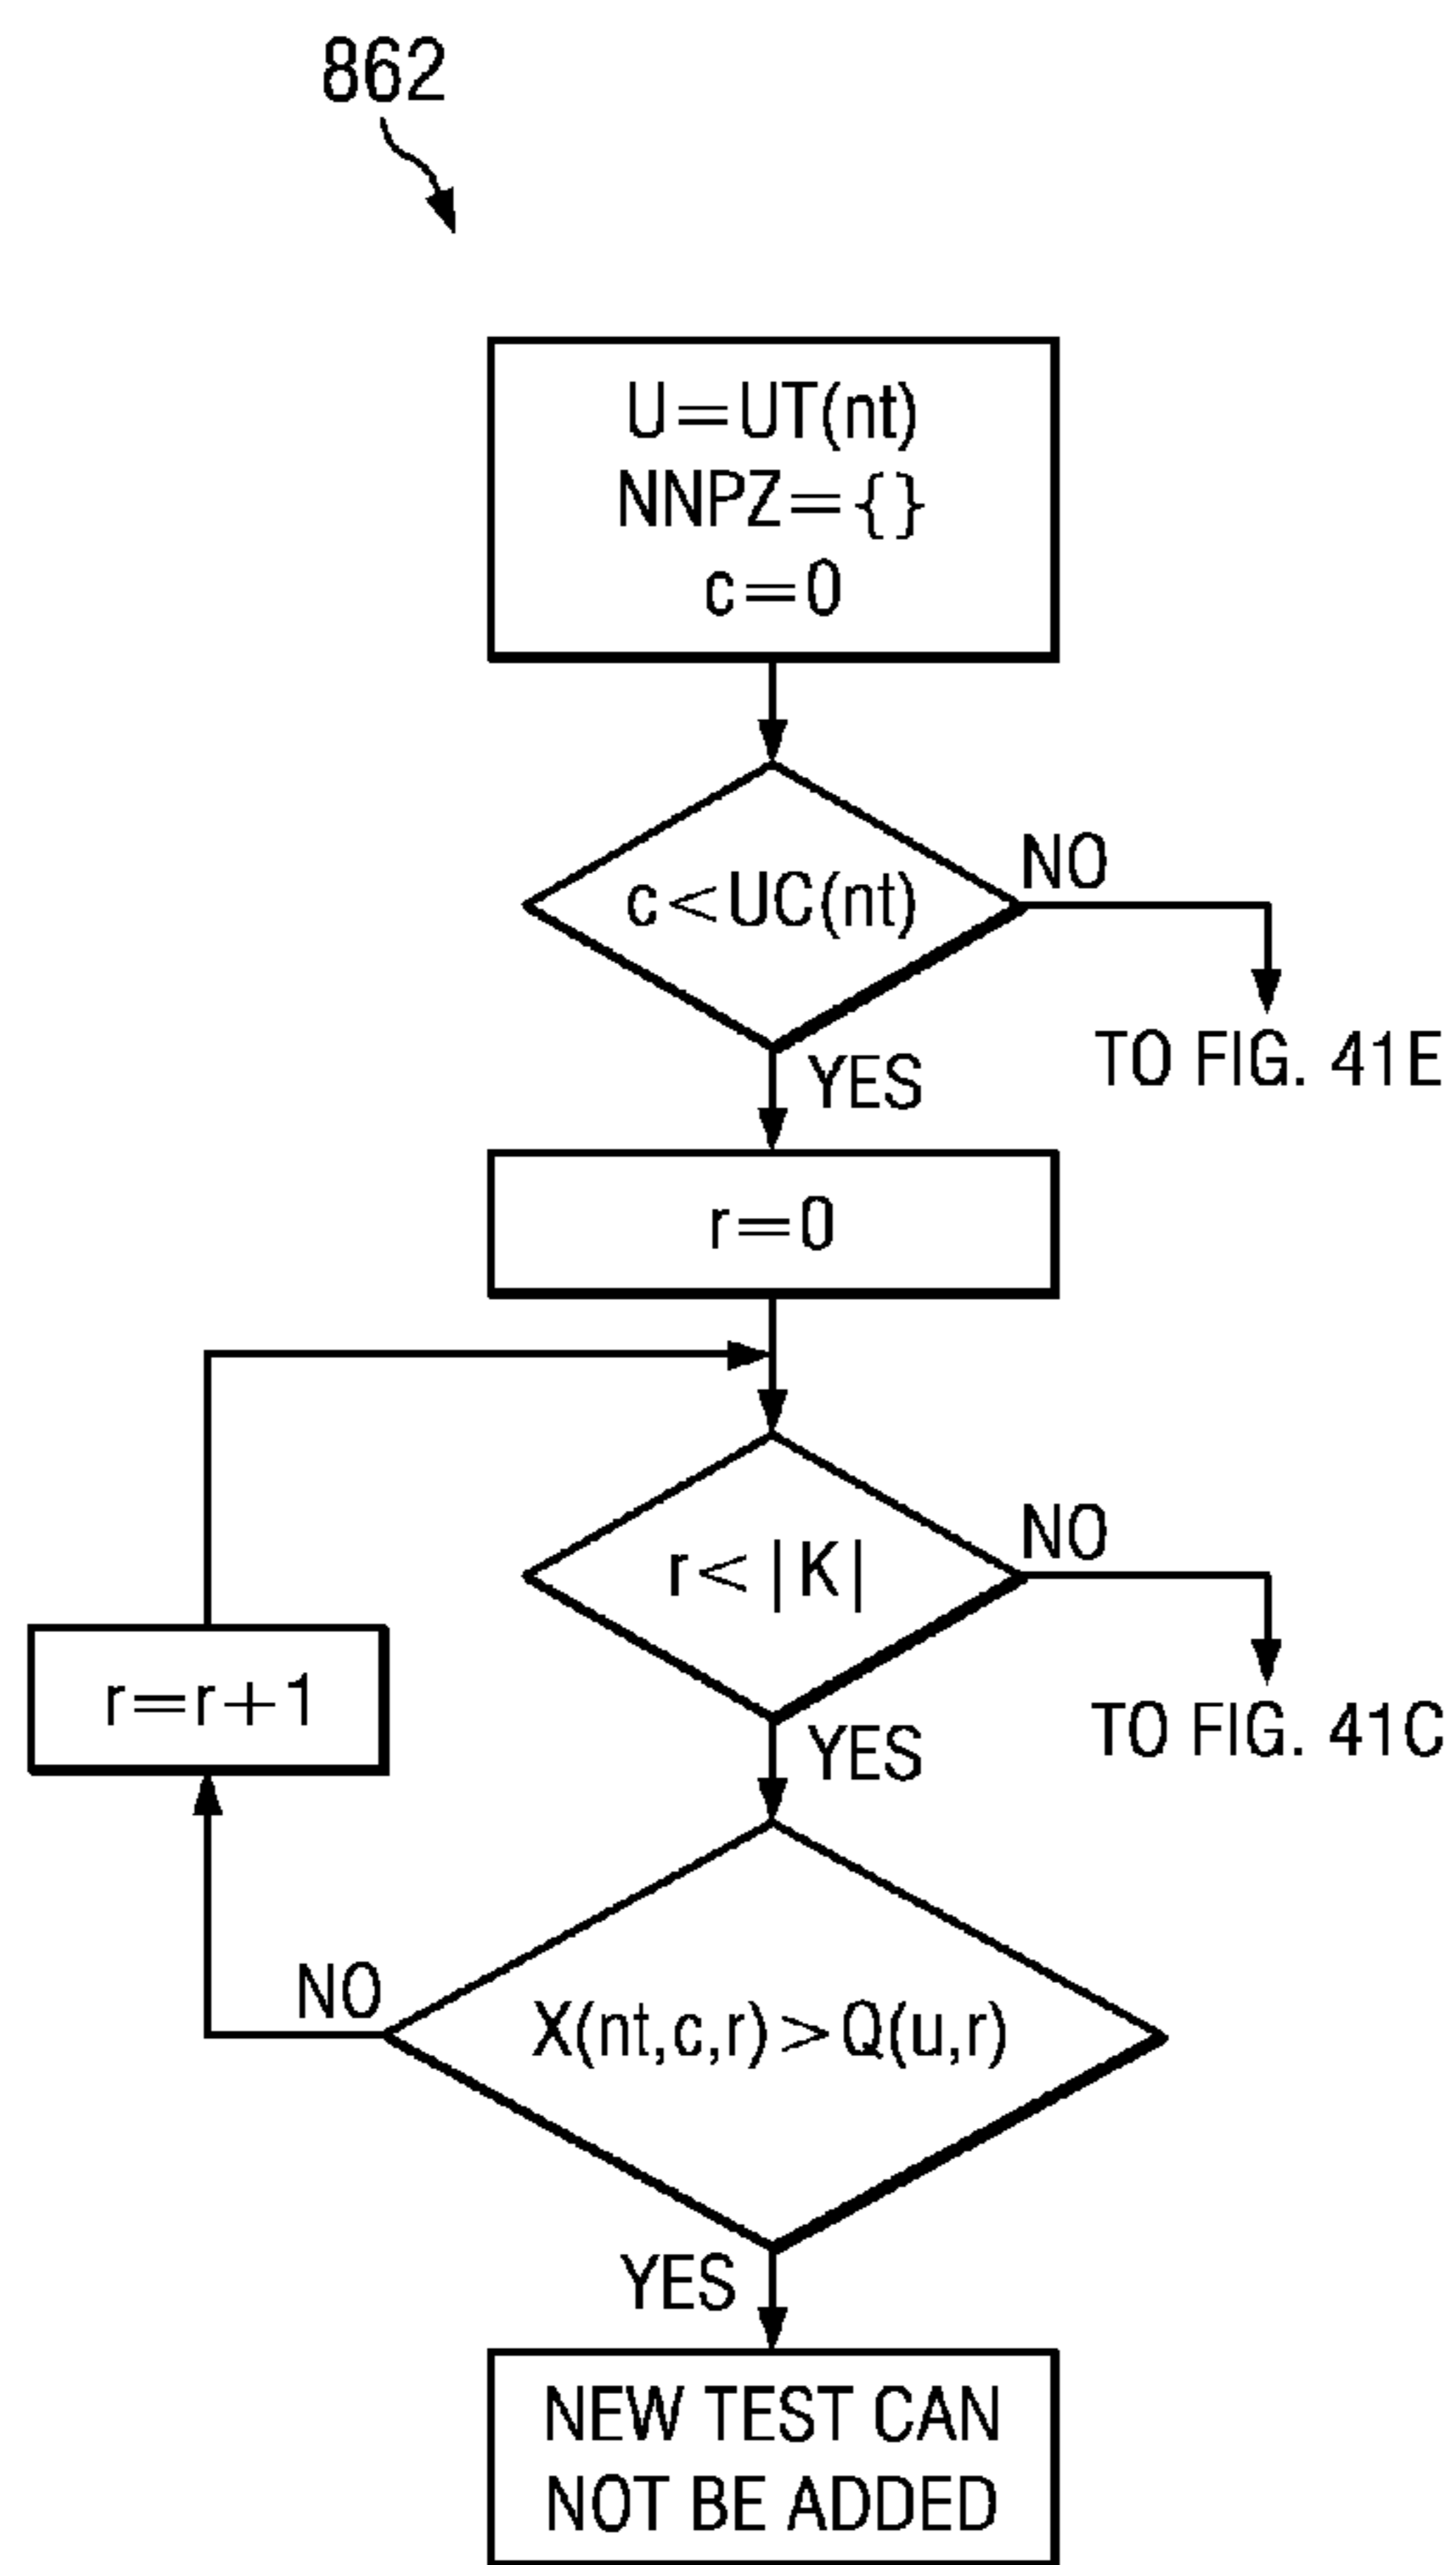 862
U=UT(nt)
NNPZ={}
c=0
c<UC(nt)
NO
TO FIG. 41E
YES
r=0
r<|K|
NO
TO FIG. 41C
YES
r=r+1
NO
X(nt,c,r)>Q(u,r)
YES
NEW TEST CAN
NOT BE ADDED